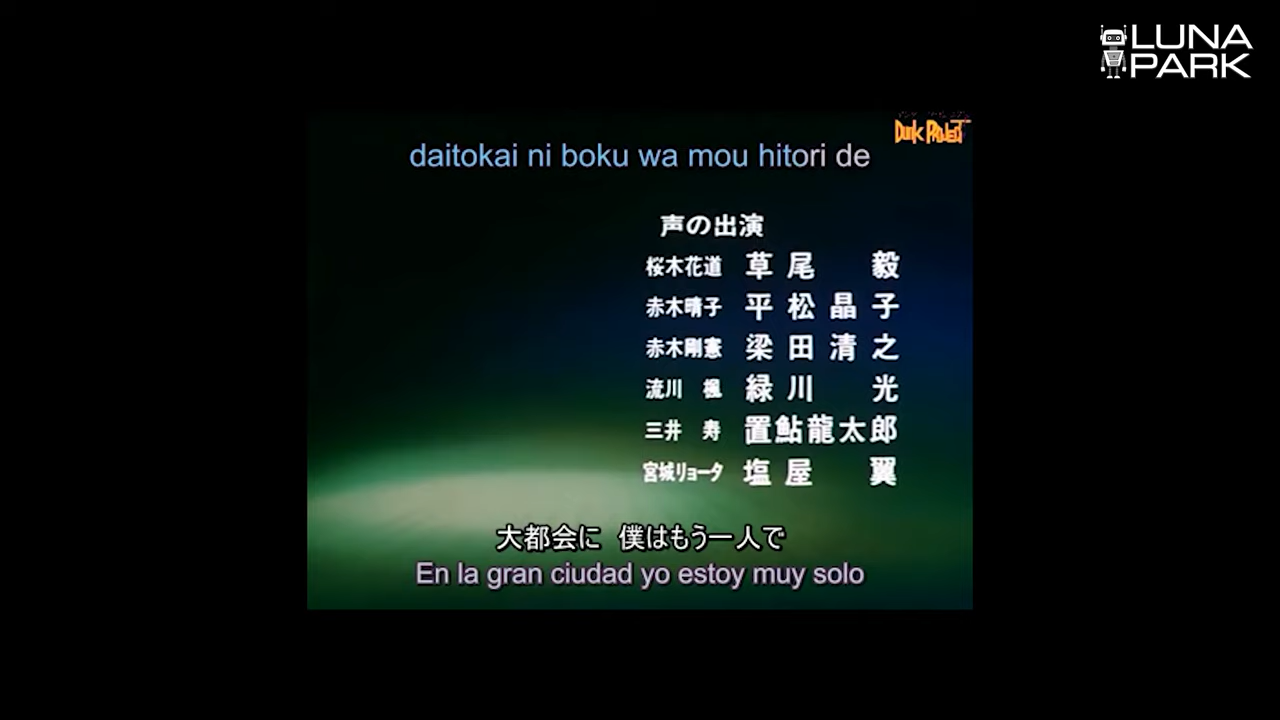 LUNA
PARK
Dunk Project
daitokai ni boku wa mou hitori de
声の出演
桜木花道 草尾 毅
赤木晴子 平松晶子
赤木剛憲 梁田清之
流川 楓 緑川 光
三井 寿 置鮎龍太郎
宮城リョータ 塩屋 翼
大都会に 僕はもう一人で
En la gran ciudad yo estoy muy solo